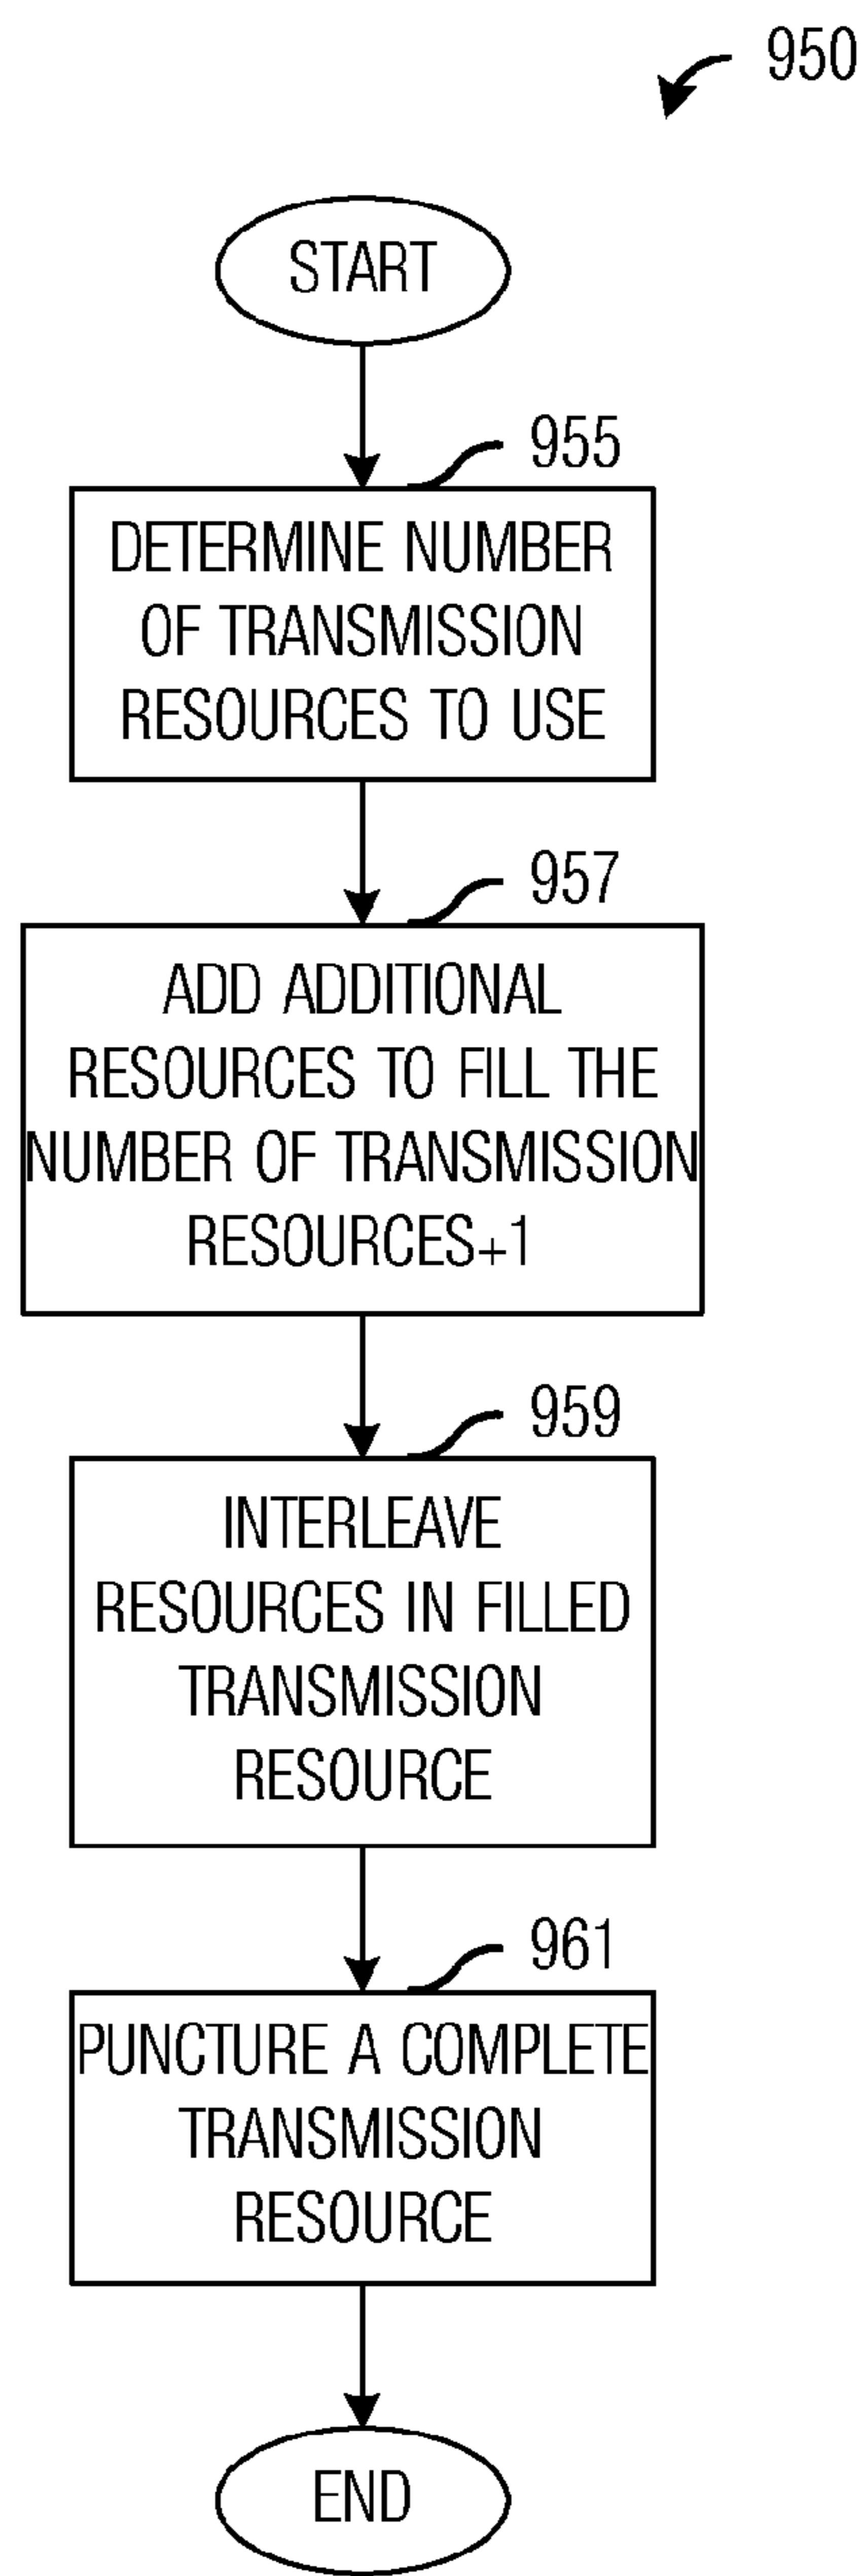 950
START
955
DETERMINE NUMBER
OF TRANSMISSION
RESOURCES TO USE
957
ADD ADDITIONAL
RESOURCES TO FILL THE
NUMBER OF TRANSMISSION
RESOURCES+1
959
INTERLEAVE
RESOURCES IN FILLED
TRANSMISSION
RESOURCE
961
PUNCTURE A COMPLETE
TRANSMISSION
RESOURCE
END